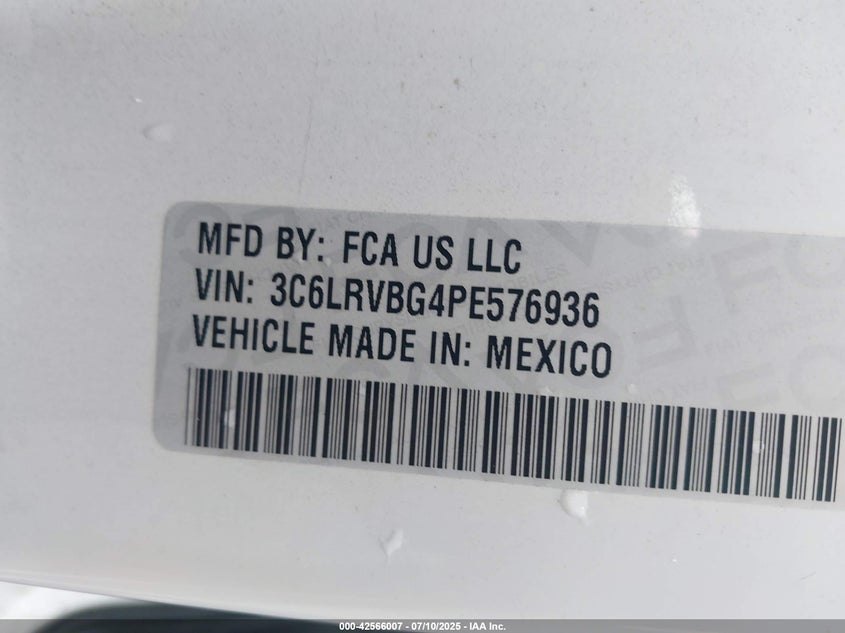 MFD BY: FCA US LLC
VIN: 3C6LRVBG4PE576936
VEHICLE MADE IN: MEXICO
000-42566007 / 07/10/2025 - IAA Inc.